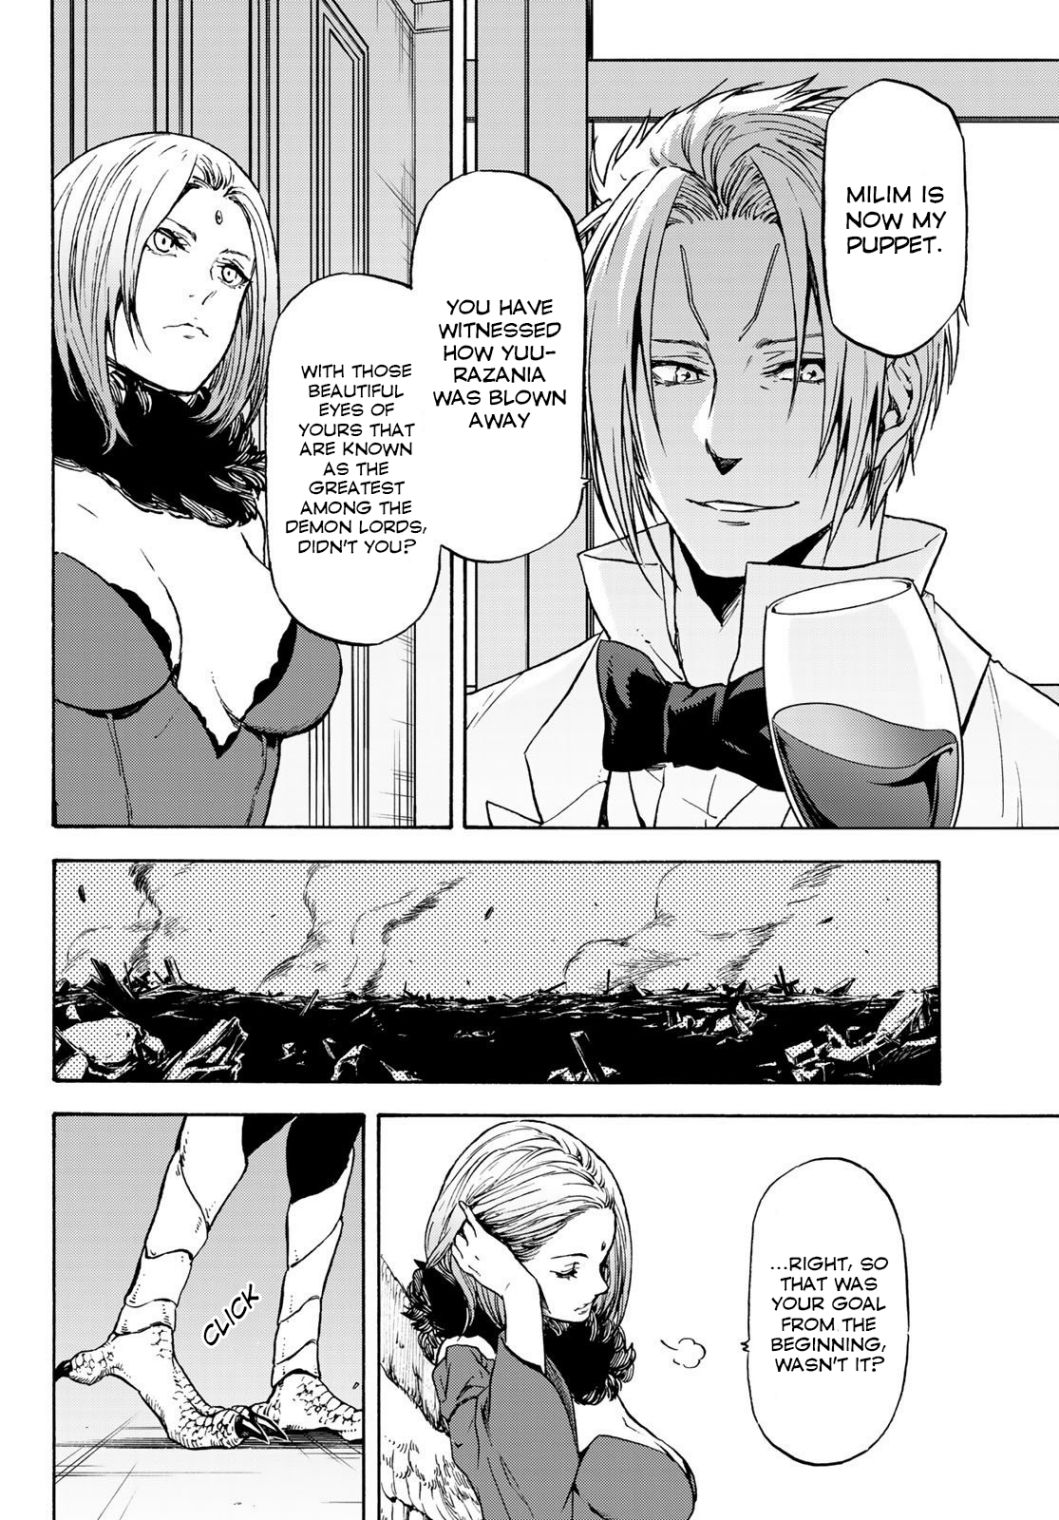 MILIM IS
NOW MY
PUPPET.
YOU HAVE
WITNESSED
HOW YUU-
RAZANIA
WAS BLOWN
AWAY
WITH THOSE
BEAUTIFUL
EYES OF
YOURS THAT
ARE KNOWN
AS THE
GREATEST
AMONG THE
DEMON LORDS,
DIDN'T YOU?
...RIGHT, SO
THAT WAS
YOUR GOAL
FROM THE
BEGINNING,
WASN'T IT?
CLICK